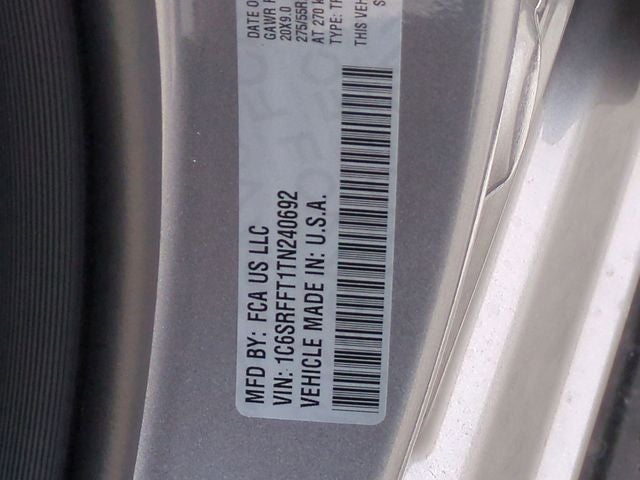 MFD BY: FCA US LLC
VIN: 1C6SRFFT1TN240692
VEHICLE MADE IN: U.S.A.
DATE OF
GAWR
20X9.0
275/55R
AT 270
TYPE:
THIS